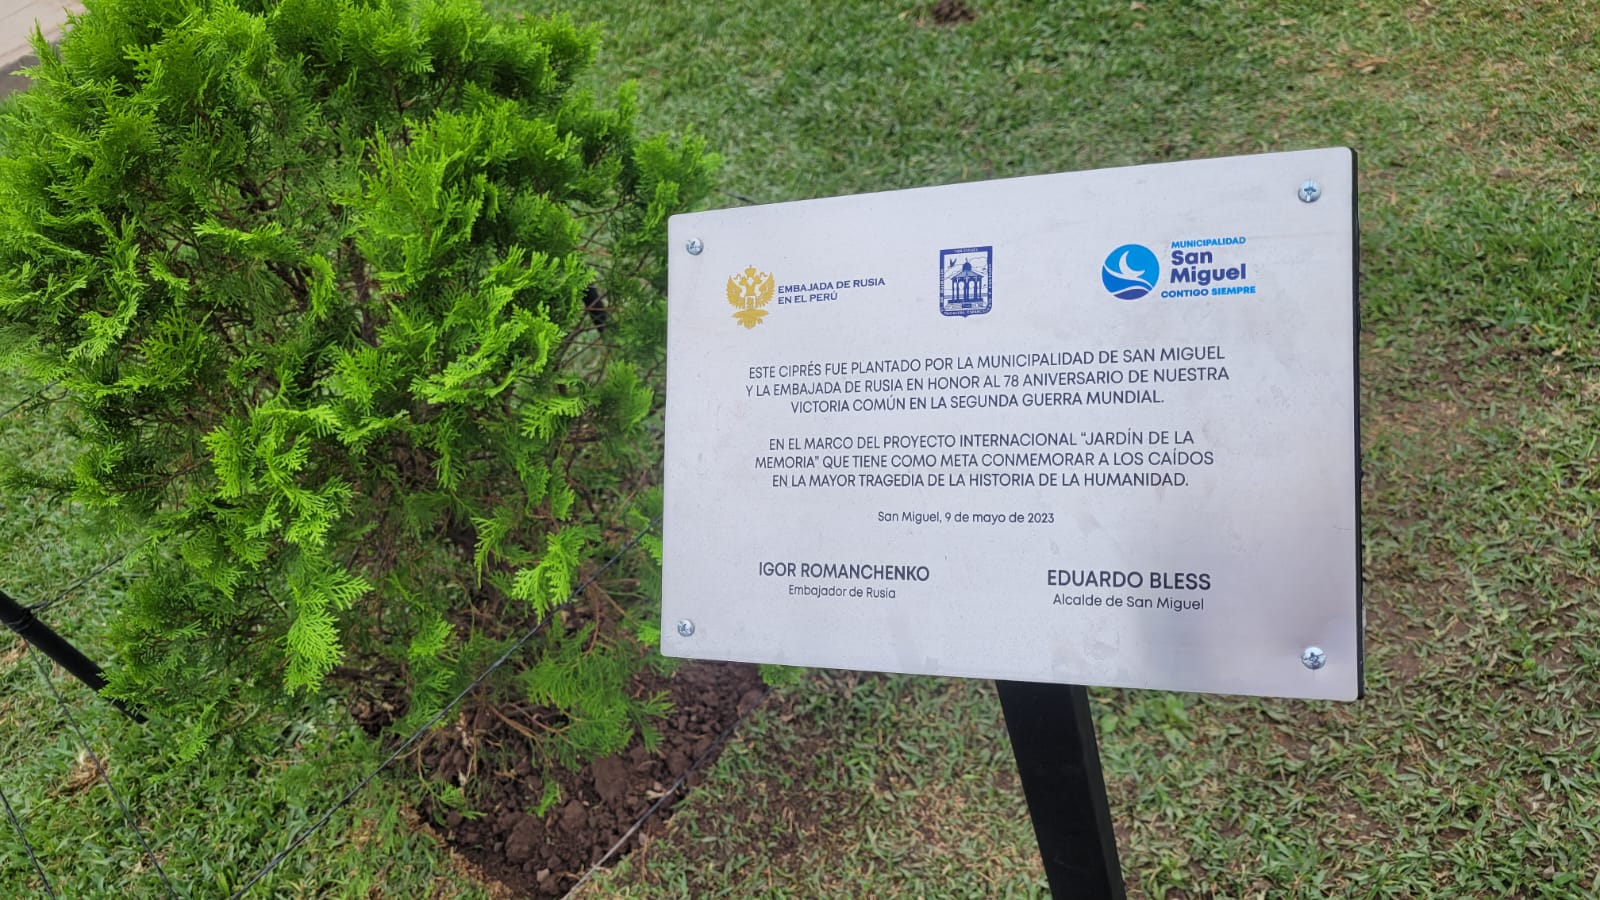 EMBAJADA DE RUSIA
EN EL PERÚ
MUNICIPALIDAD
San
Miguel
CONTIGO SIEMPRE
ESTE CIPRÉS FUE PLANTADO POR LA MUNICIPALIDAD DE SAN MIGUEL
Y LA EMBAJADA DE RUSIA EN HONOR AL 78 ANIVERSARIO DE NUESTRA
VICTORIA COMÚN EN LA SEGUNDA GUERRA MUNDIAL.
EN EL MARCO DEL PROYECTO INTERNACIONAL “JARDÍN DE LA
MEMORIA” QUE TIENE COMO META CONMEMORAR A LOS CAÍDOS
EN LA MAYOR TRAGEDIA DE LA HISTORIA DE LA HUMANIDAD.
San Miguel, 9 de mayo de 2023
IGOR ROMANCHENKO
Embajador de Rusia
EDUARDO BLESS
Alcalde de San Miguel